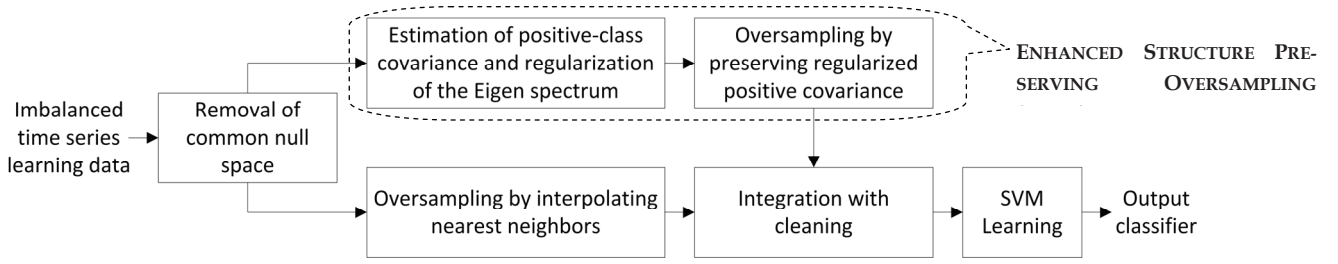 Estimation of positive-class
covariance and regularization
of the Eigen spectrum
Oversampling by
preserving regularized
positive covariance
ENHANCED STRUCTURE PRE-
SERVING OVERSAMPLING
Imbalanced
time series
learning data
Removal of
common null
space
Oversampling by interpolating
nearest neighbors
Integration with
cleaning
SVM
Learning
Output
classifier